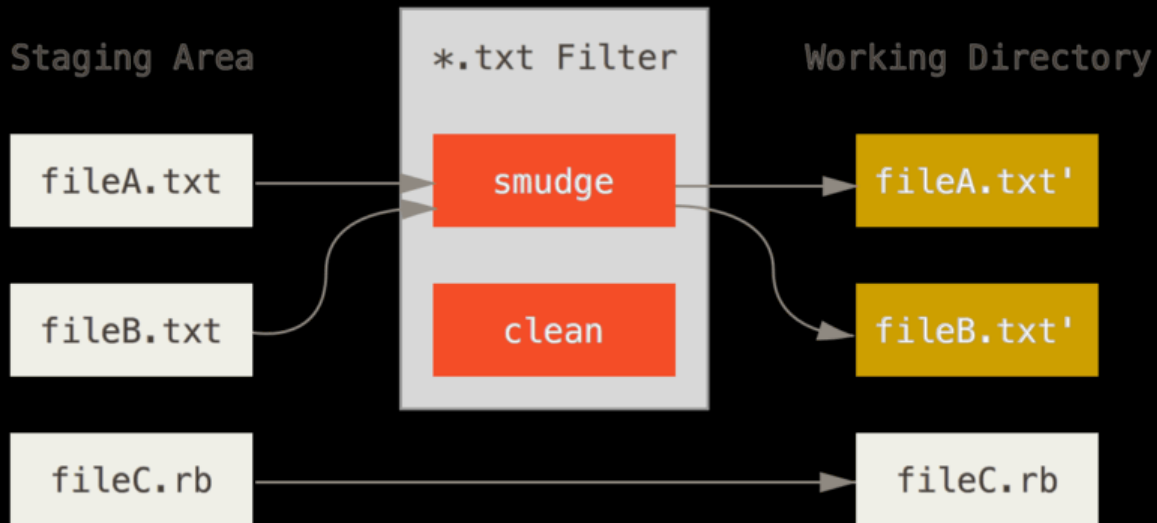 Staging Area
*.txt Filter
Working Directory
fileA.txt
smudge
fileA.txt'
fileB.txt
clean
fileB.txt'
fileC.rb
fileC.rb